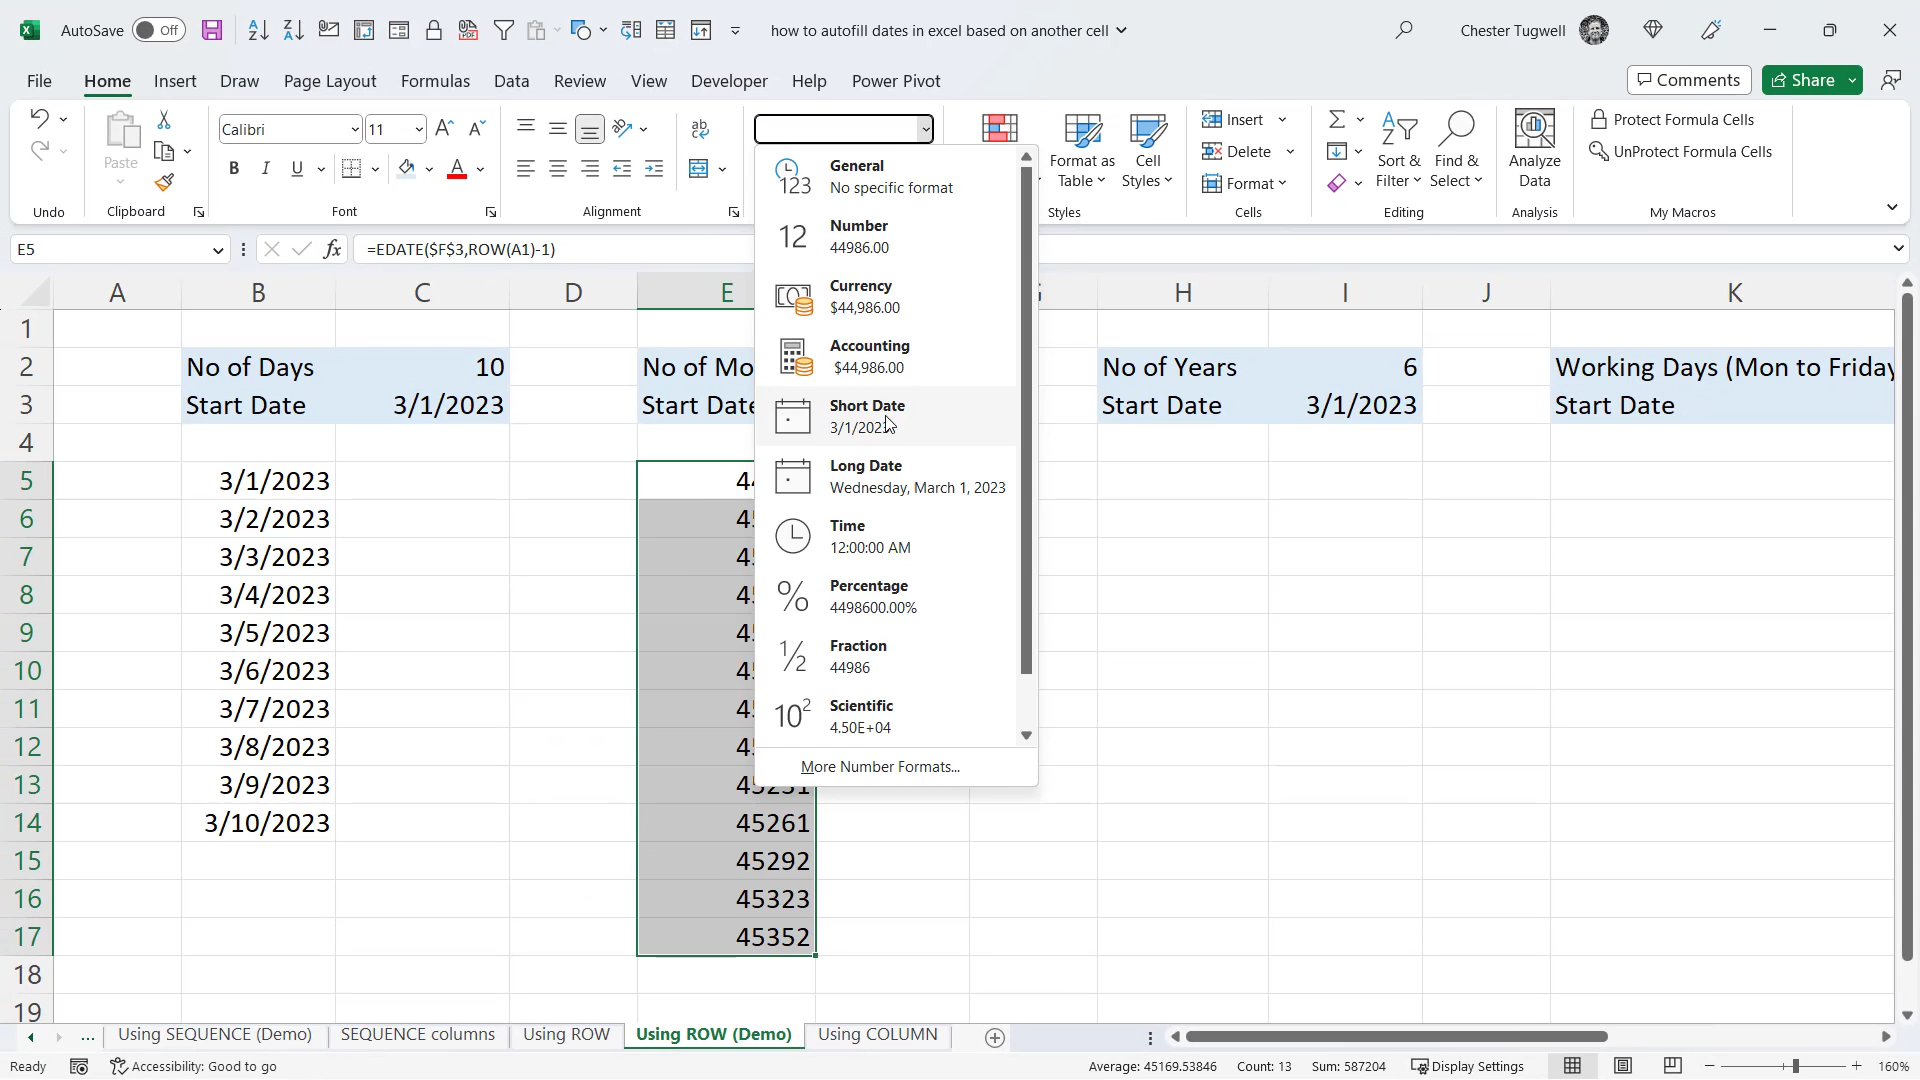 AutoSave Off how to autofill dates in excel based on another cell Chester Tugwell
File Home Insert Draw Page Layout Formulas Data Review View Developer Help Power Pivot Comments Share
Calibri 11
Paste
B I U
Format as Table
Cell Styles
Insert
Delete
Format
Sort & Filter
Find & Select
Analyze Data
Protect Formula Cells
UnProtect Formula Cells
Undo Clipboard Font Alignment Styles Cells Editing Analysis My Macros
E5 fx =EDATE($F$3,ROW(A1)-1)
General
No specific format
Number
44986.00
Currency
$44,986.00
Accounting
$44,986.00
Short Date
3/1/2023
Long Date
Wednesday, March 1, 2023
Time
12:00:00 AM
Percentage
4498600.00%
Fraction
44986
Scientific
4.50E+04
More Number Formats...
A B C D E H I J K
1
2 No of Days 10 No of Mo No of Years 6 Working Days (Mon to Friday
3 Start Date 3/1/2023 Start Date Start Date 3/1/2023 Start Date
4
5 3/1/2023 44
6 3/2/2023 45
7 3/3/2023 45
8 3/4/2023 45
9 3/5/2023 45
10 3/6/2023 45
11 3/7/2023 45
12 3/8/2023 45
13 3/9/2023 45231
14 3/10/2023 45261
15 45292
16 45323
17 45352
18
19
... Using SEQUENCE (Demo) SEQUENCE columns Using ROW Using ROW (Demo) Using COLUMN
Ready Accessibility: Good to go Average: 45169.53846 Count: 13 Sum: 587204 Display Settings 160%